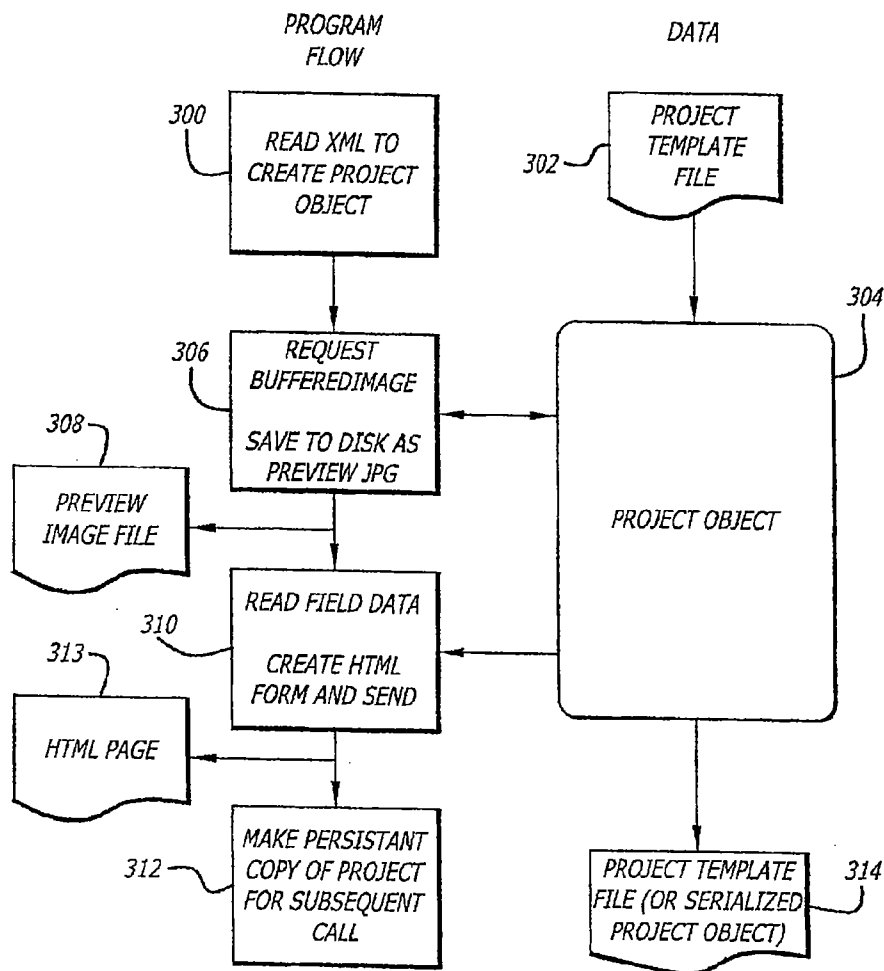 PROGRAM
FLOW
DATA
300
READ XML TO
CREATE PROJECT
OBJECT
302
PROJECT
TEMPLATE
FILE
304
306
REQUEST
BUFFEREDIMAGE
SAVE TO DISK AS
PREVIEW JPG
308
PREVIEW
IMAGE FILE
PROJECT OBJECT
310
READ FIELD DATA
CREATE HTML
FORM AND SEND
313
HTML PAGE
312
MAKE PERSISTANT
COPY OF PROJECT
FOR SUBSEQUENT
CALL
PROJECT TEMPLATE
FILE (OR SERIALIZED
PROJECT OBJECT)
314